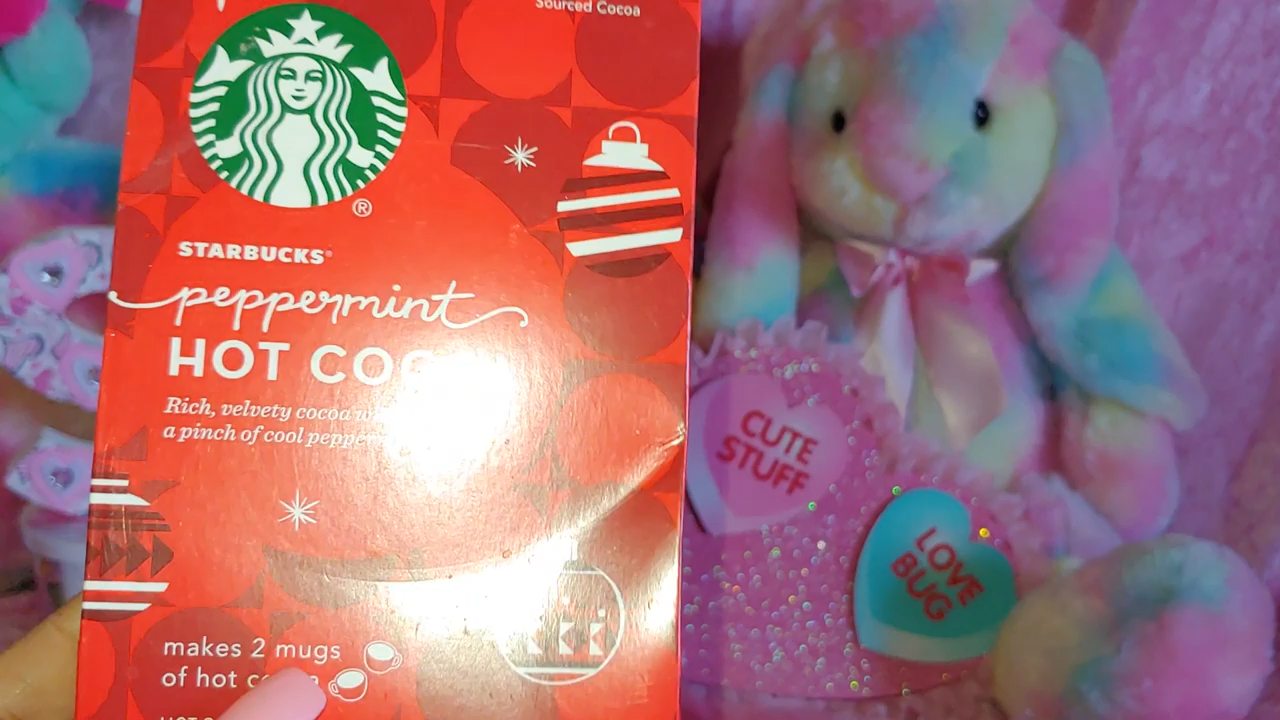 Sourced Cocoa
®
STARBUCKS®
peppermint
HOT COC
Rich, velvety cocoa
a pinch of cool pepper
makes 2 mugs
of hot c
CUTE
STUFF
LOVE
BUG